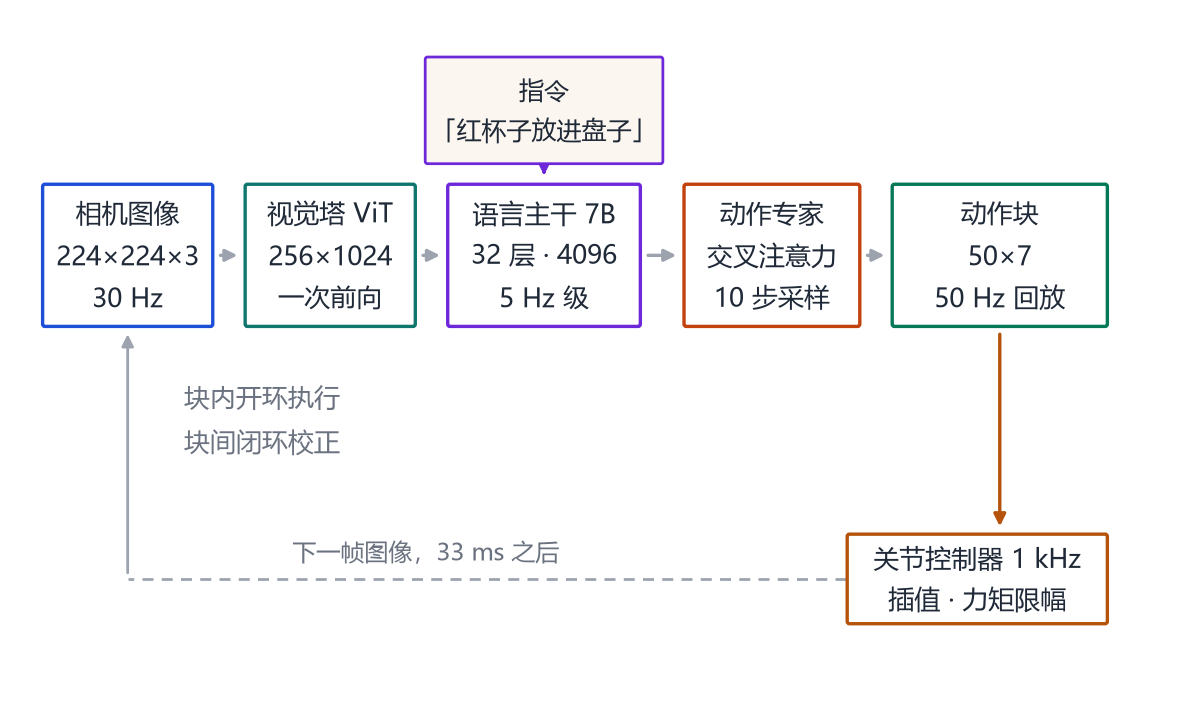 指令
「红杯子放进盘子」
相机图像
224×224×3
30 Hz
视觉塔 ViT
256×1024
一次前向
语言主干 7B
32 层 · 4096
5 Hz 级
动作专家
交叉注意力
10 步采样
动作块
50×7
50 Hz 回放
块内开环执行
块间闭环校正
下一帧图像，33 ms 之后
关节控制器 1 kHz
插值 · 力矩限幅